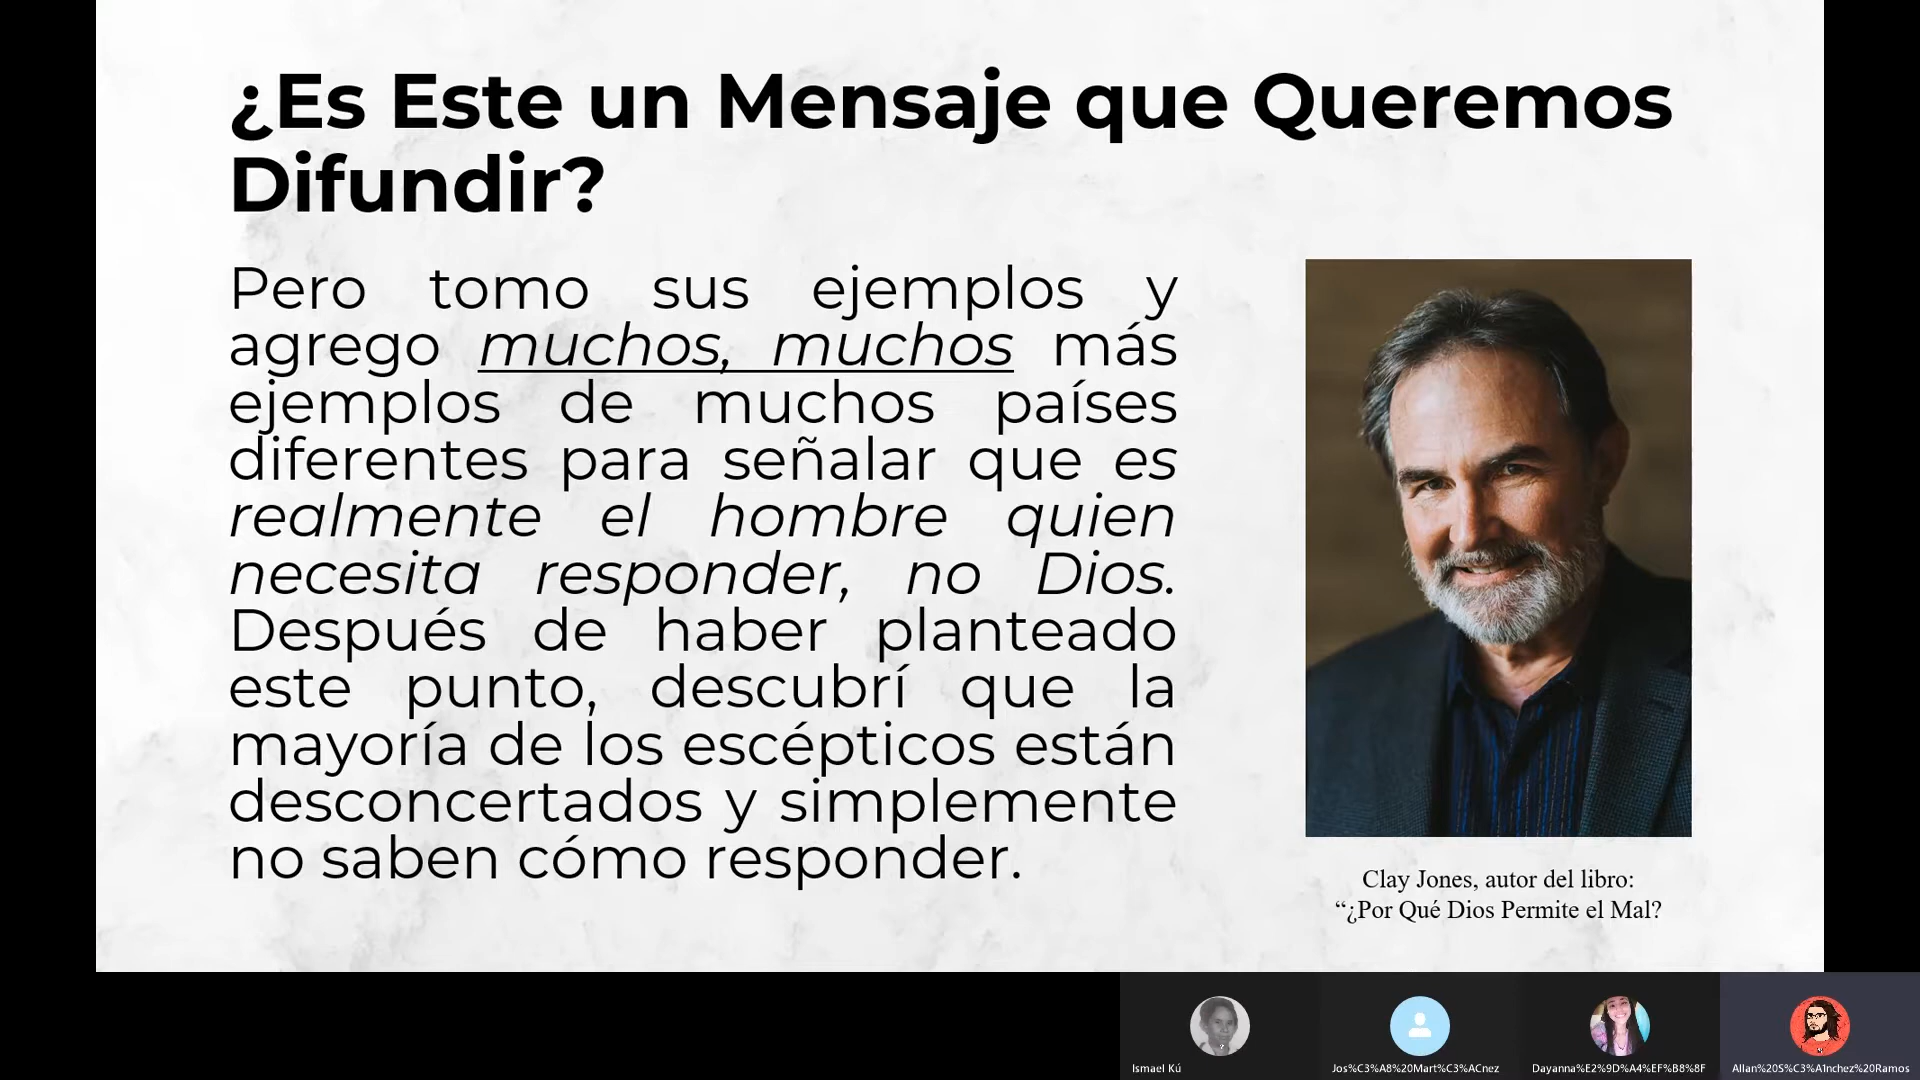 ¿Es Este un Mensaje que Queremos
Difundir?
Pero tomo sus ejemplos y
agrego muchos, muchos más
ejemplos de muchos países
diferentes para señalar que es
realmente el hombre quien
necesita responder, no Dios.
Después de haber planteado
este punto, descubrí que la
mayoría de los escépticos están
desconcertados y simplemente
no saben cómo responder.
Clay Jones, autor del libro:
“¿Por Qué Dios Permite el Mal?
Ismael Kú
Jos%C3%A8%20Mart%C3%ACnez
Dayanna%E2%9D%A4%EF%B8%8F
Allan%20S%C3%A1nchez%20Ramos